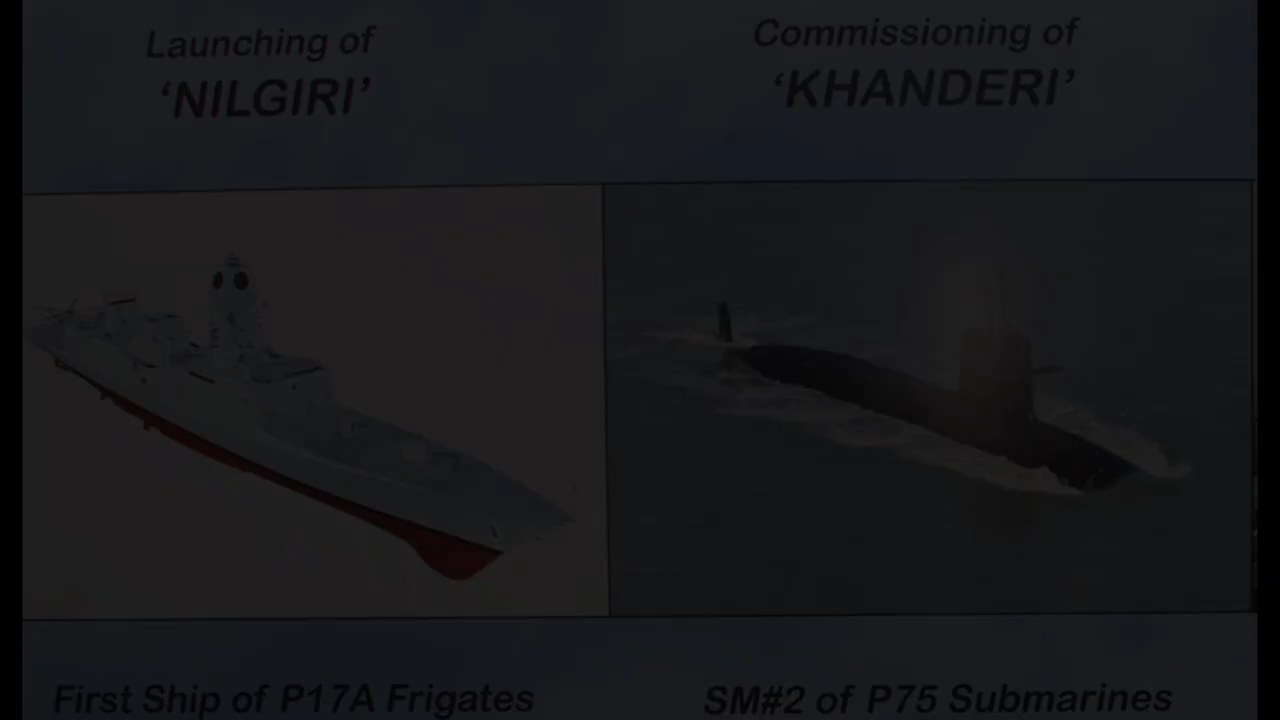 Launching of
‘NILGIRI’
Commissioning of
‘KHANDERI’
First Ship of P17A Frigates
SM#2 of P75 Submarines